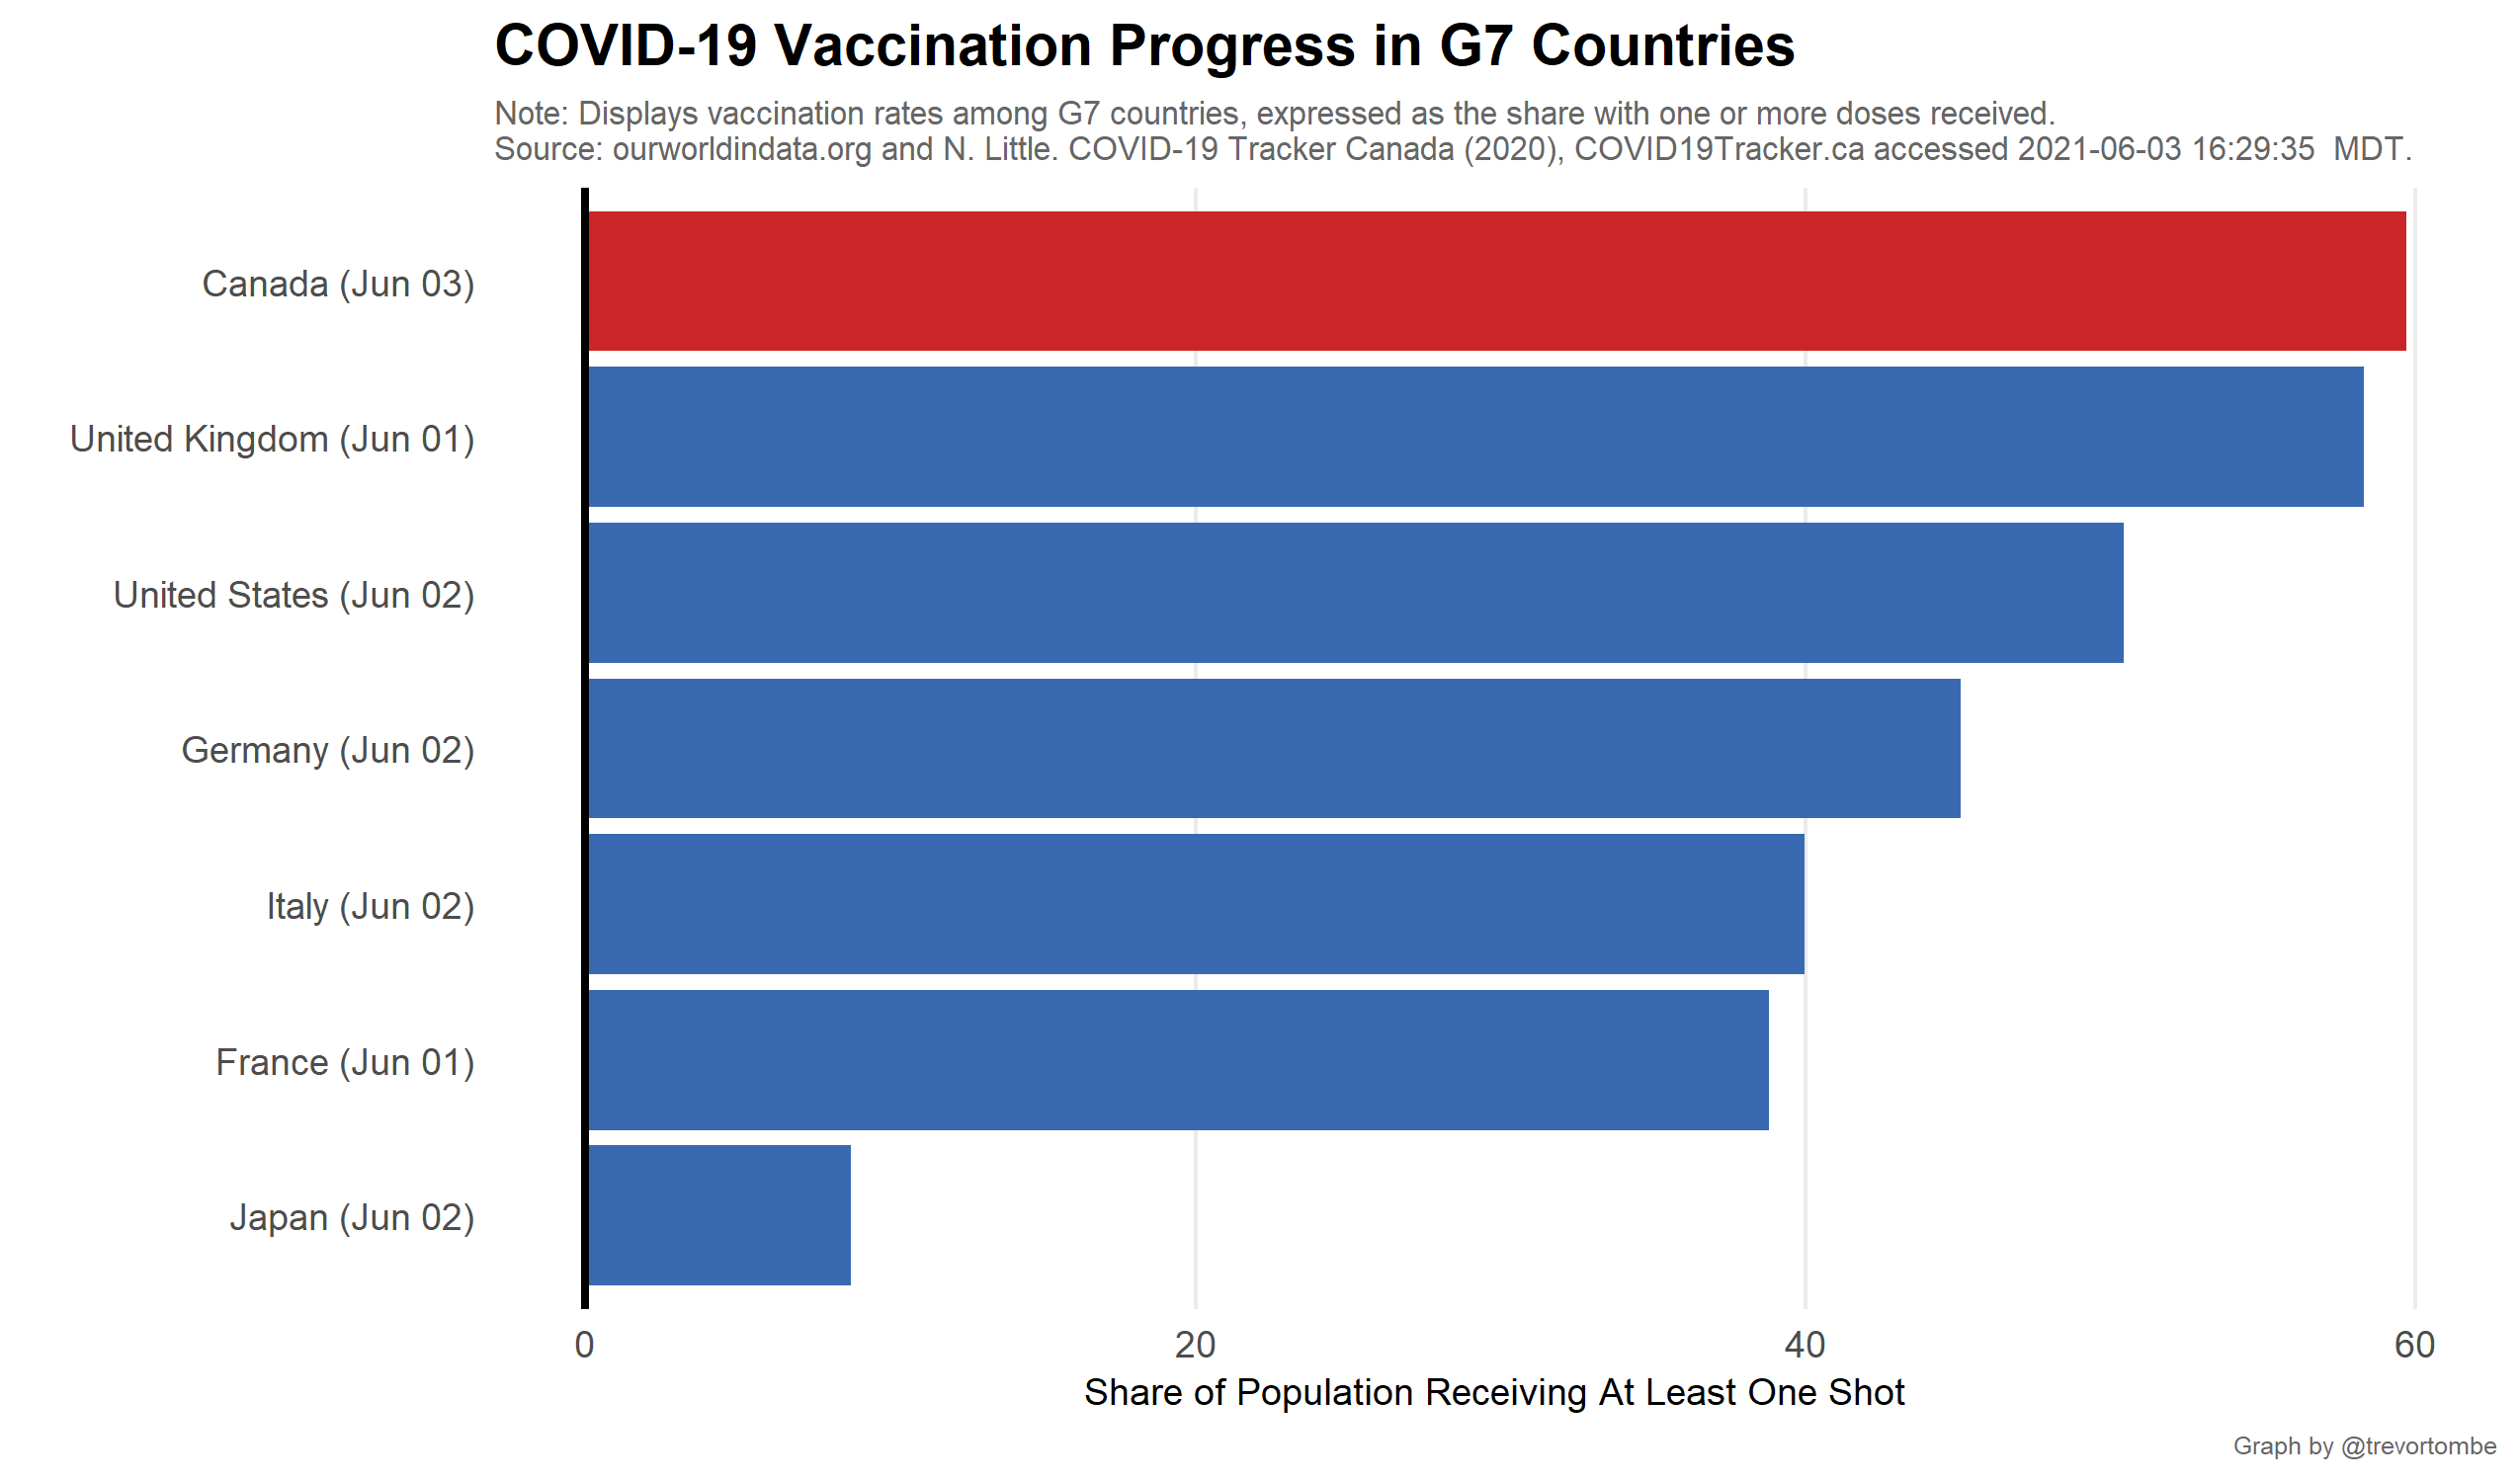 COVID-19 Vaccination Progress in G7 Countries
Note: Displays vaccination rates among G7 countries, expressed as the share with one or more doses received.
Source: ourworldindata.org and N. Little. COVID-19 Tracker Canada (2020), COVID19Tracker.ca accessed 2021-06-03 16:29:35  MDT.
Canada (Jun 03)
United Kingdom (Jun 01)
United States (Jun 02)
Germany (Jun 02)
Italy (Jun 02)
France (Jun 01)
Japan (Jun 02)
0 20 40 60
Share of Population Receiving At Least One Shot
Graph by @trevortombe